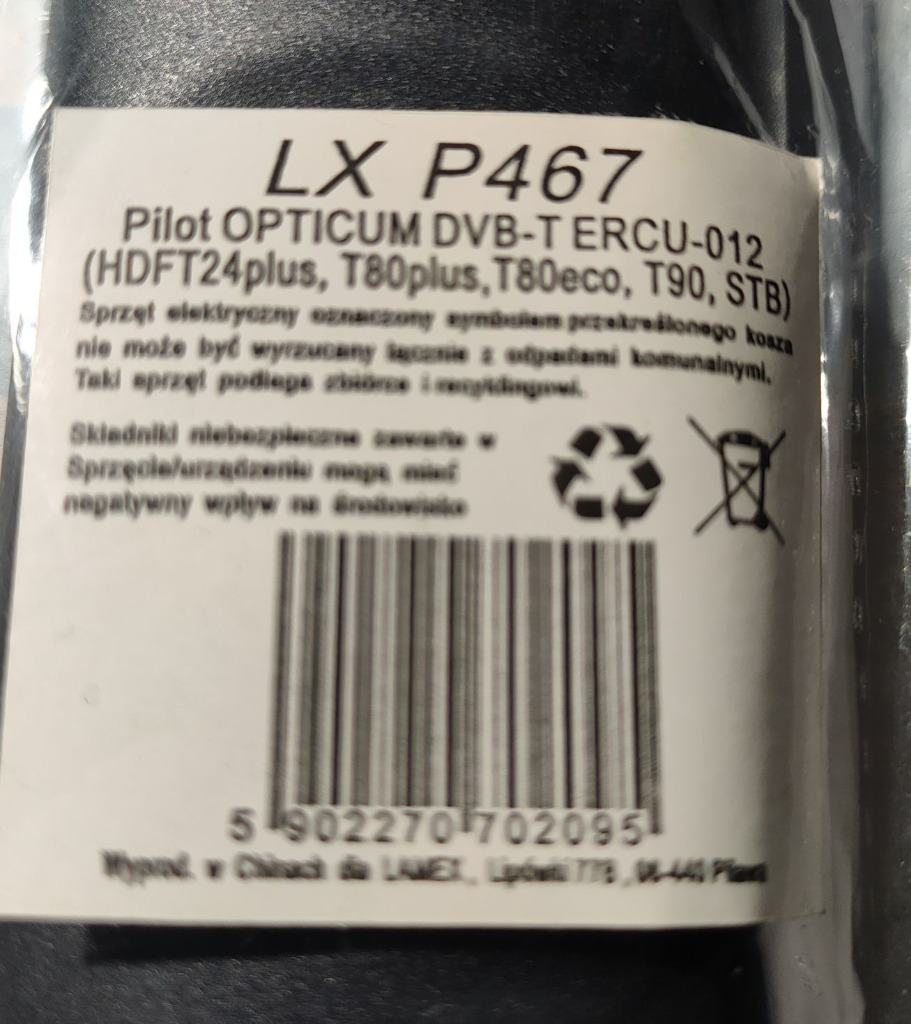 LX P467
Pilot OPTICUM DVB-T ERCU-012
(HDFT24plus, T80plus,T80eco, T90, STB)
Sprzęt elektryczny oznaczony symbolem przekreślonego kosza
nie może być wyrzucany łącznie z odpadami komunalnymi.
Taki sprzęt podlega zbiórce i recyklingowi.
Składniki niebezpieczne zawarte w
Sprzęcie/urządzeniu mogą mieć
negatywny wpływ na środowisko
5 902270 702095
Wyprod. w Chinach dla LAMEX,